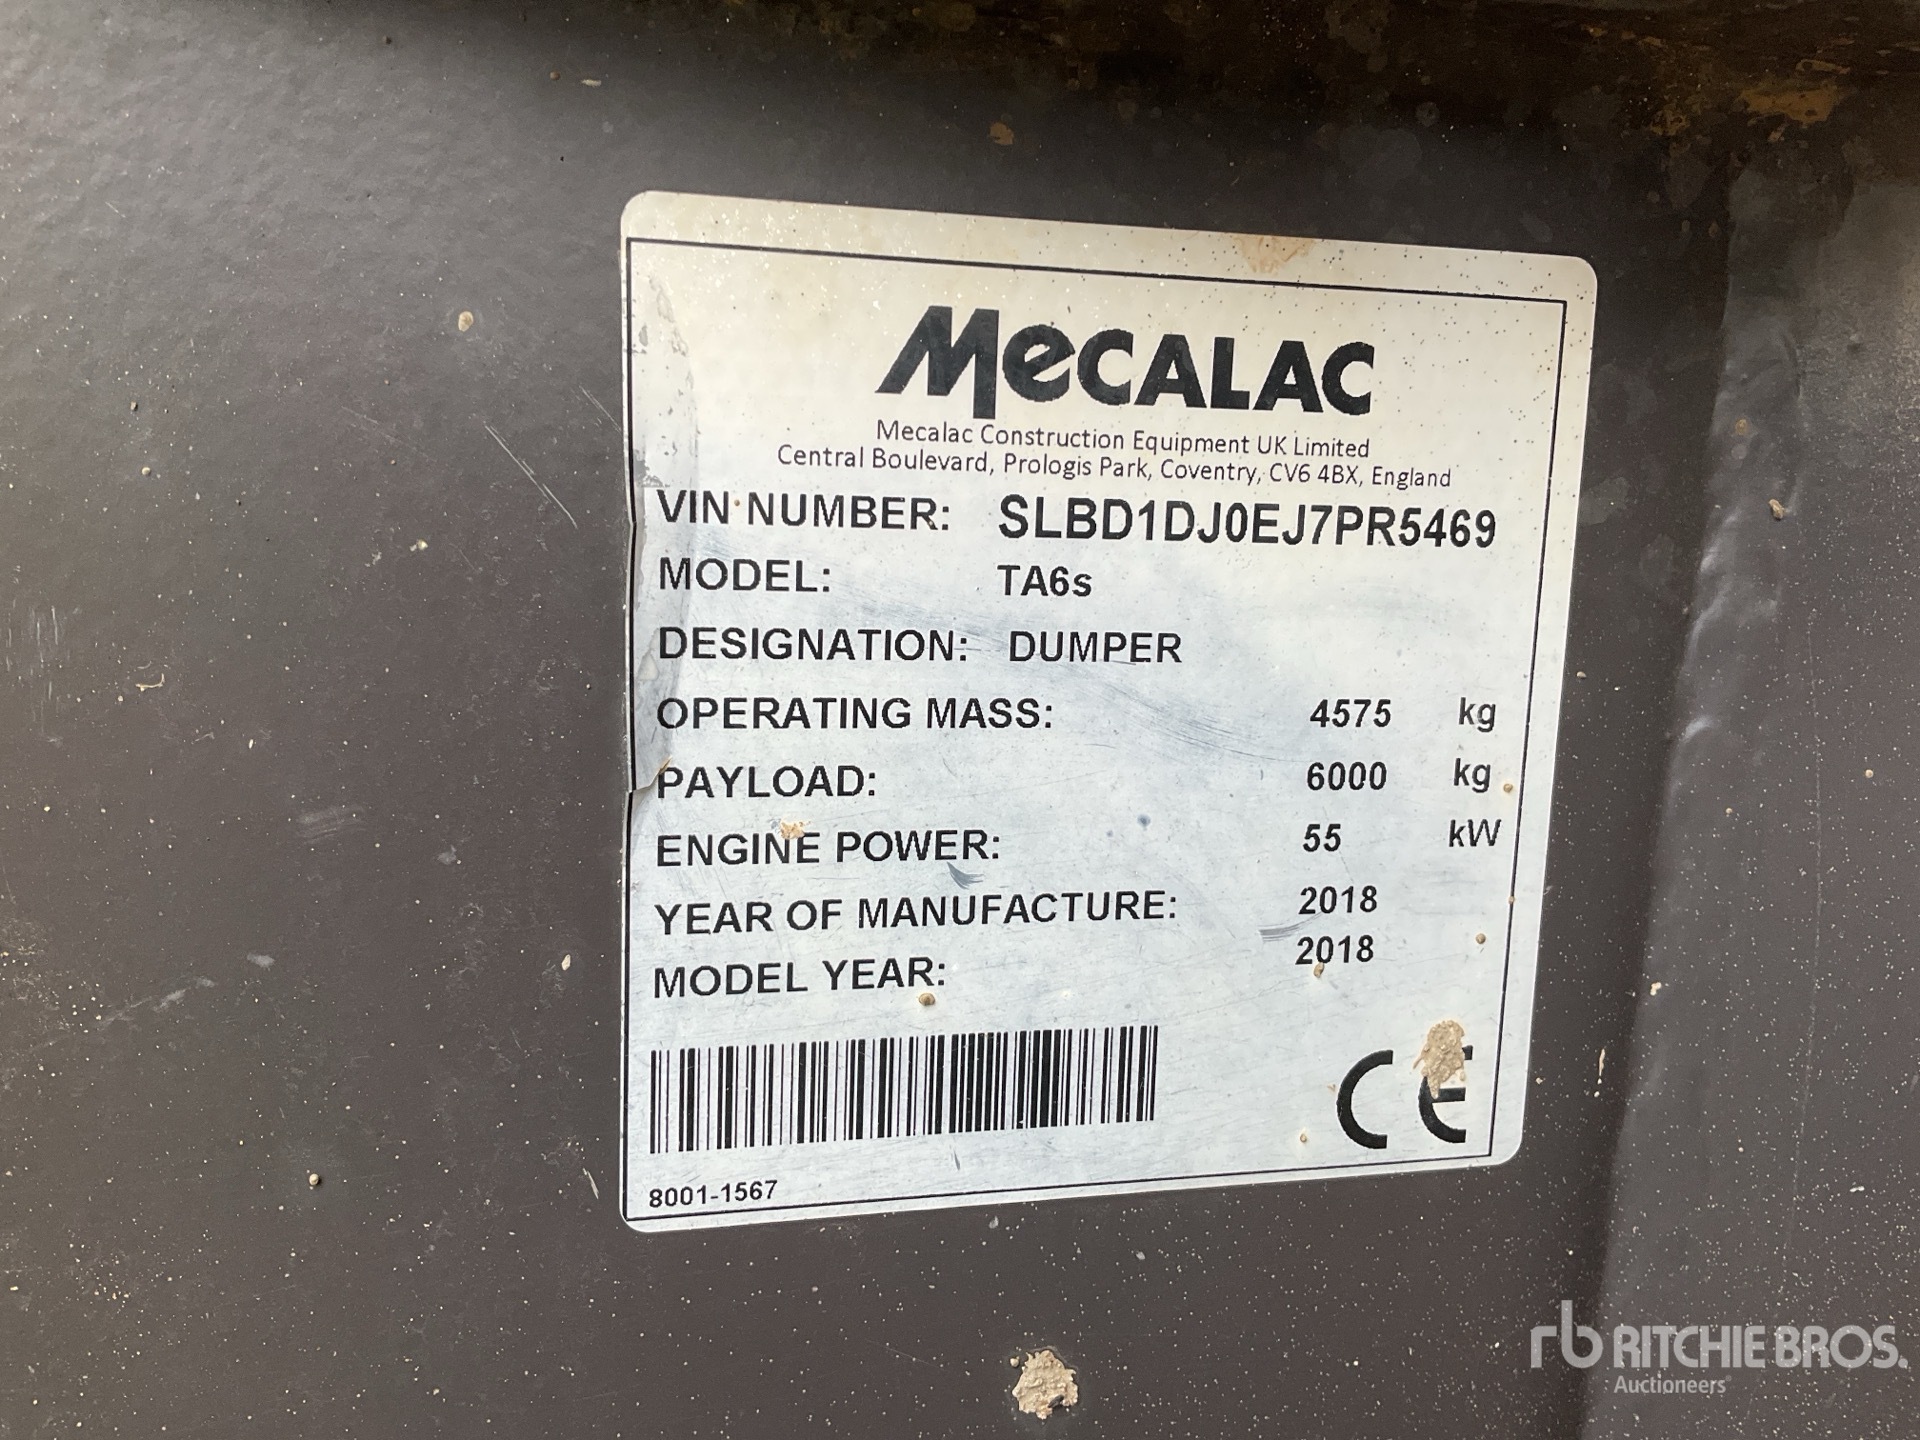 MeCALAC
Mecalac Construction Equipment UK Limited
Central Boulevard, Prologis Park, Coventry, CV6 4BX, England
VIN NUMBER: SLBD1DJ0EJ7PR5469
MODEL: TA6s
DESIGNATION: DUMPER
OPERATING MASS: 4575 kg
PAYLOAD: 6000 kg
ENGINE POWER: 55 kW
YEAR OF MANUFACTURE: 2018
MODEL YEAR: 2018
CE
8001-1567
rb RITCHIE BROS.
Auctioneers